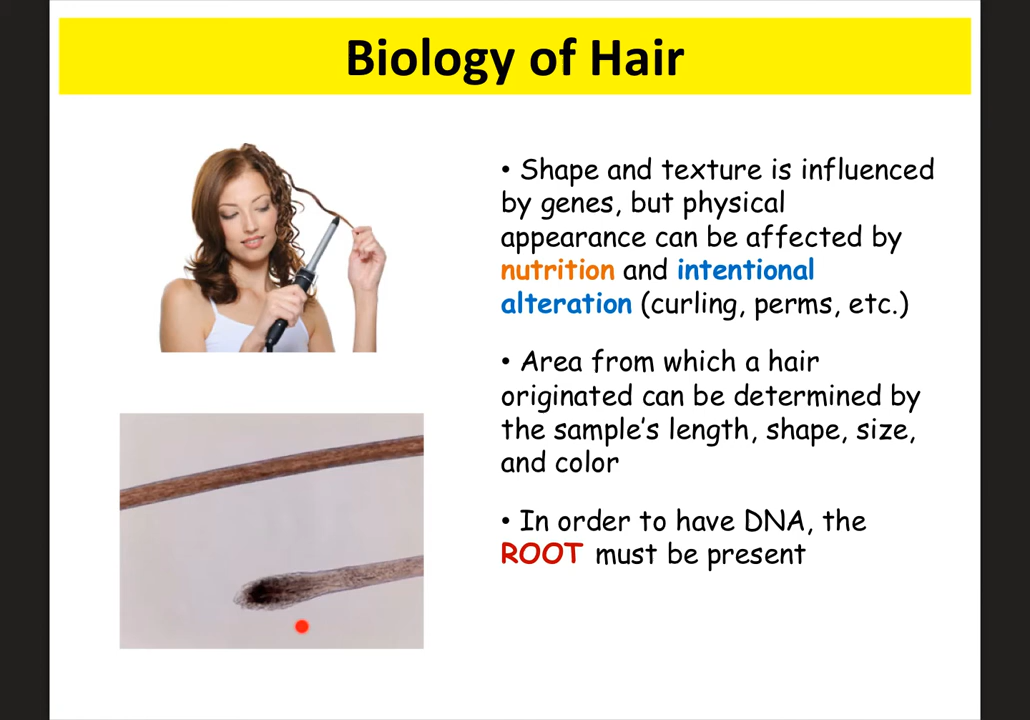 Biology of Hair
• Shape and texture is influenced
by genes, but physical
appearance can be affected by
nutrition and intentional
alteration (curling, perms, etc.)
• Area from which a hair
originated can be determined by
the sample's length, shape, size,
and color
• In order to have DNA, the
ROOT must be present